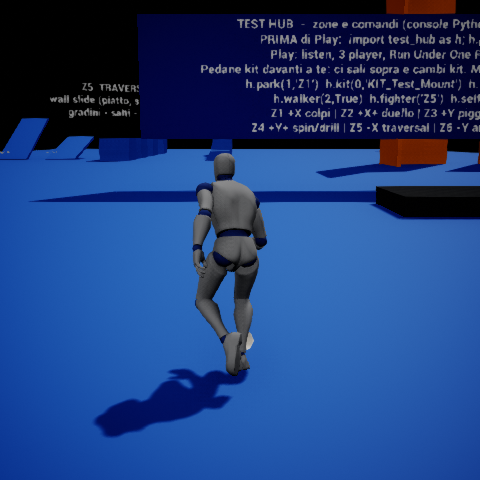 TEST HUB - zone e comandi (console Pytho
PRIMA di Play: import test_hub as h; h.
Play: listen, 3 player, Run Under One P
Pedane kit davanti a te: ci sali sopra e cambi kit. M
h.park(1,'Z1') h.kit(0,'KIT_Test_Mount') h.
h.walker(2,True) h.fighter('Z5') h.self
Z1 +X colpi | Z2 +X+ duello | Z3 +Y pigg
Z4 +Y+ spin/drill | Z5 -X traversal | Z6 -Y a
Z5 TRAVERS
wall slide (piatto, s
gradini - salti -